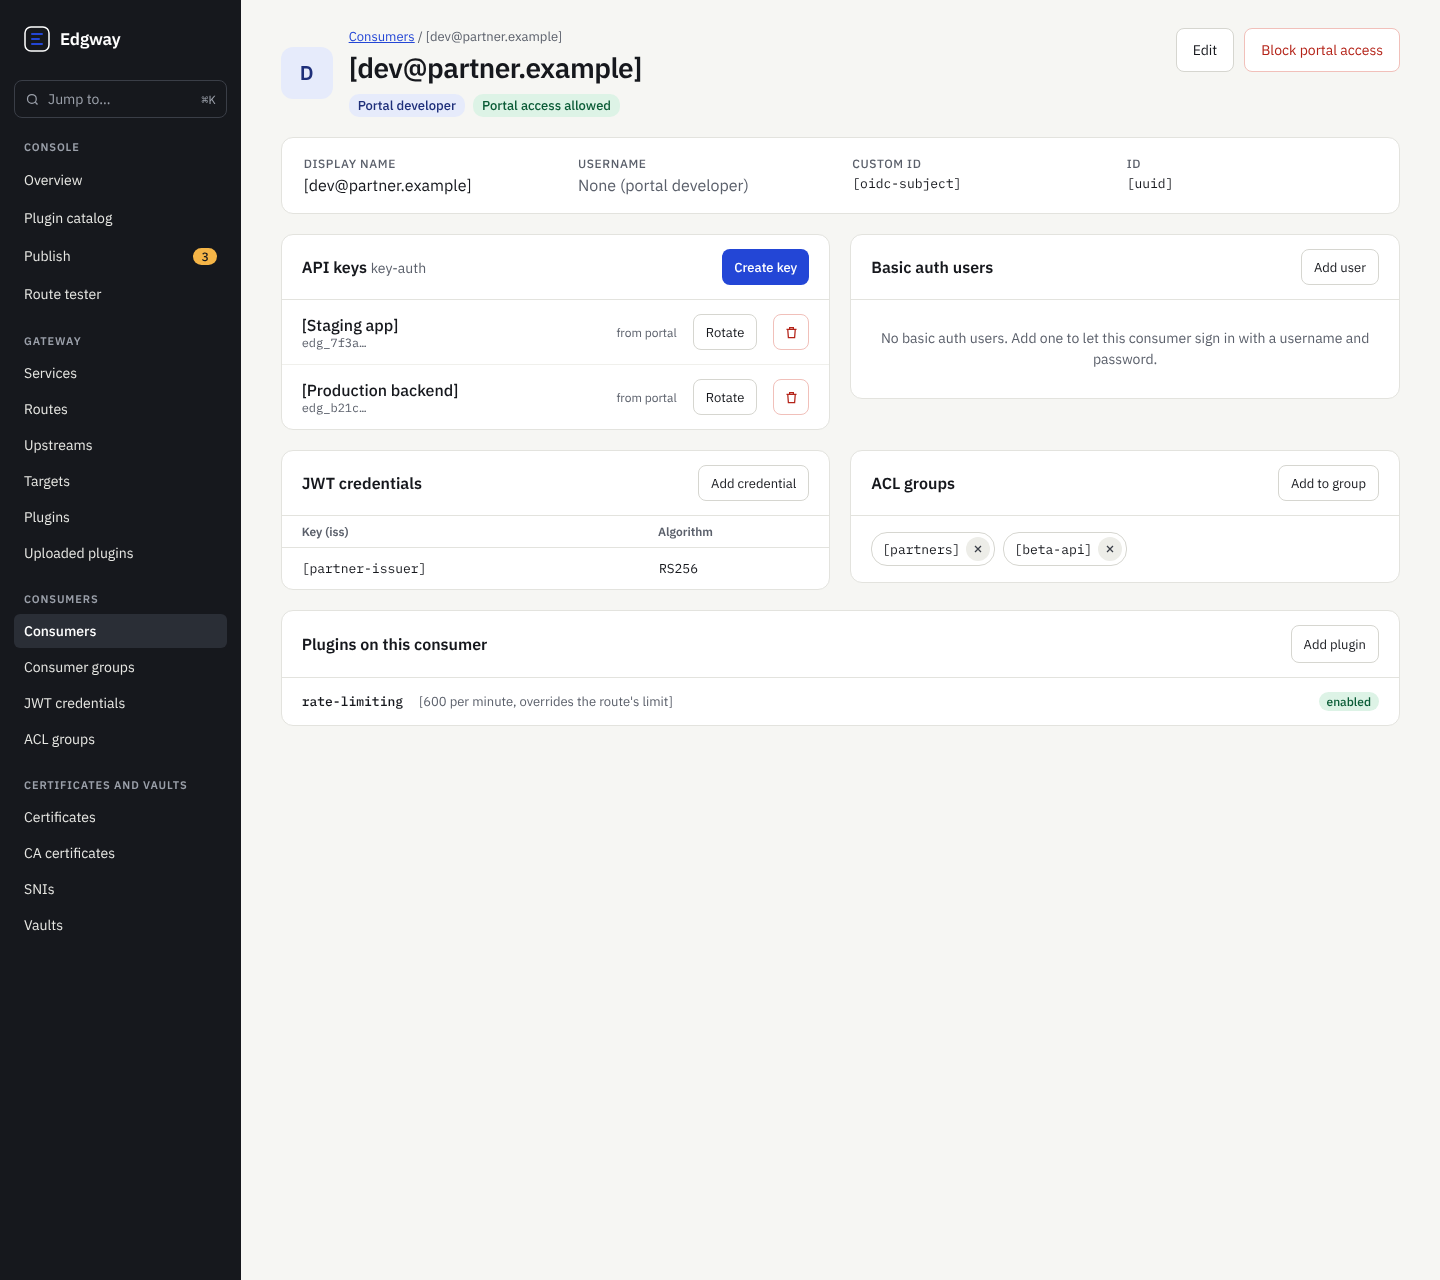 Edgway
Jump to...
⌘K
CONSOLE
Overview
Plugin catalog
Publish
3
Route tester
GATEWAY
Services
Routes
Upstreams
Targets
Plugins
Uploaded plugins
CONSUMERS
Consumers
Consumer groups
JWT credentials
ACL groups
CERTIFICATES AND VAULTS
Certificates
CA certificates
SNIs
Vaults
D
Consumers / [dev@partner.example]
[dev@partner.example]
Portal developer
Portal access allowed
Edit
Block portal access
DISPLAY NAME
[dev@partner.example]
USERNAME
None (portal developer)
CUSTOM ID
[oidc-subject]
ID
[uuid]
API keys key-auth
Create key
[Staging app]
edg_7f3a…
from portal
Rotate
[Production backend]
edg_b21c…
from portal
Rotate
Basic auth users
Add user
No basic auth users. Add one to let this consumer sign in with a username and
password.
JWT credentials
Add credential
Key (iss)
Algorithm
[partner-issuer]
RS256
ACL groups
Add to group
[partners] ×
[beta-api] ×
Plugins on this consumer
Add plugin
rate-limiting
[600 per minute, overrides the route's limit]
enabled